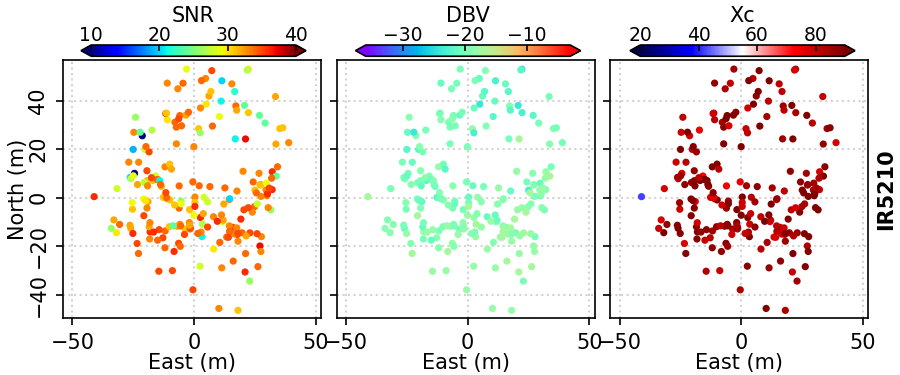 SNR DBV Xc
10 20 30 40 −30 −20 −10 20 40 60 80
North (m)
40
20
0
−20
−40
IR5210
−50 0 50 −50 0 50 −50 0 50
East (m) East (m) East (m)